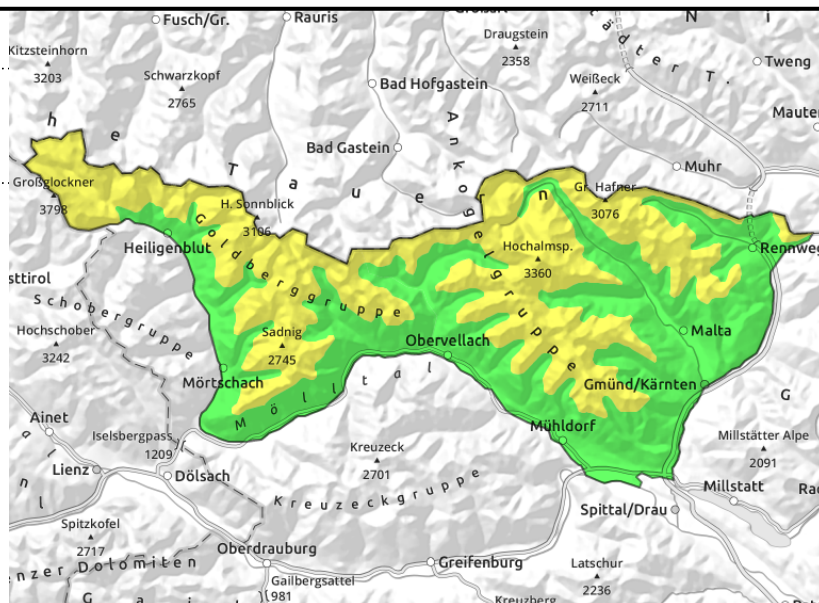 Fusch/Gr.
Rauris
N i
Draugstein
2358
Kitzsteinhorn
3203
Schwarzkopf
2765
Bad Hofgastein
Weißeck
2711
Tweng
Bad Gastein
Muhr
h e T a u e n
Großglockner
3798
H. Sonnblick
3106
Gr. Hafner
3076
Ankogelgruppe
Heiligenblut
Goldberggruppe
Hochalmsp.
3360
Rennweg
sttirol
Schobergruppe
Hochschober
3242
Sadnig
2745
Obervellach
Malta
Mörtschach
Gmünd/Kärnten
G
Mölltal
Ainet
Iselsbergpass
1209
Mühldorf
Millstätter Alpe
2091
Kreuzeck
2701
Lienz
Dölsach
Kreuzeckgruppe
Millstatt
Spittal/Drau
Spitzkofel
2717
Oberdrauburg
Greifenburg
Latschur
2236
enzer Dolomiten
Gailbergsattel
981
Kreuzberg
G a i